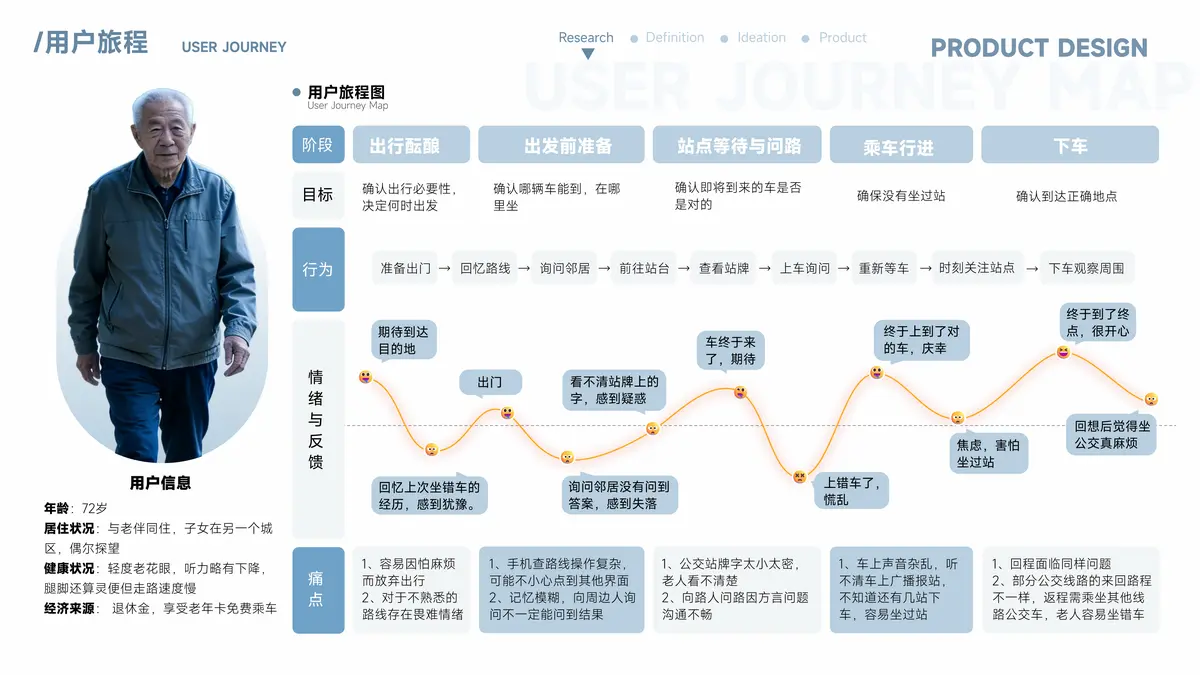 /用户旅程
USER JOURNEY
Research
Definition
Ideation
Product
PRODUCT DESIGN
USER JOURNEY MAP
用户旅程图
User Journey Map
阶段
出行酝酿
出发前准备
站点等待与问路
乘车行进
下车
目标
确认出行必要性，
决定何时出发
确认哪辆车能到，在哪
里坐
确认即将到来的车是否
是对的
确保没有坐过站
确认到达正确地点
行为
准备出门 → 回忆路线 → 询问邻居 → 前往站台 → 查看站牌 → 上车询问 → 重新等车 → 时刻关注站点 → 下车观察周围
情绪与反馈
期待到达
目的地
回忆上次坐错车的
经历，感到犹豫。
出门
询问邻居没有问到
答案，感到失落
看不清站牌上的
字，感到疑惑
车终于来
了，期待
上错车了，
慌乱
终于上到了对
的车，庆幸
焦虑，害怕
坐过站
终于到了终
点，很开心
回想后觉得坐
公交真麻烦
痛点
1、容易因怕麻烦
而放弃出行
2、对于不熟悉的
路线存在畏难情绪
1、手机查路线操作复杂，
可能不小心点到其他界面
2、记忆模糊，向周边人询
问不一定能问到结果
1、公交站牌字太小太密，
老人看不清楚
2、向路人问路因方言问题
沟通不畅
1、车上声音杂乱，听
不清车上广播报站，
不知道还有几站下
车，容易坐过站
1、回程面临同样问题
2、部分公交线路的来回路程
不一样，返程需乘坐其他线
路公交车，老人容易坐错车
用户信息
年龄：72岁
居住状况：与老伴同住，子女在另一个城
区，偶尔探望
健康状况：轻度老花眼，听力略有下降，
腿脚还算灵便但走路速度慢
经济来源： 退休金，享受老年卡免费乘车